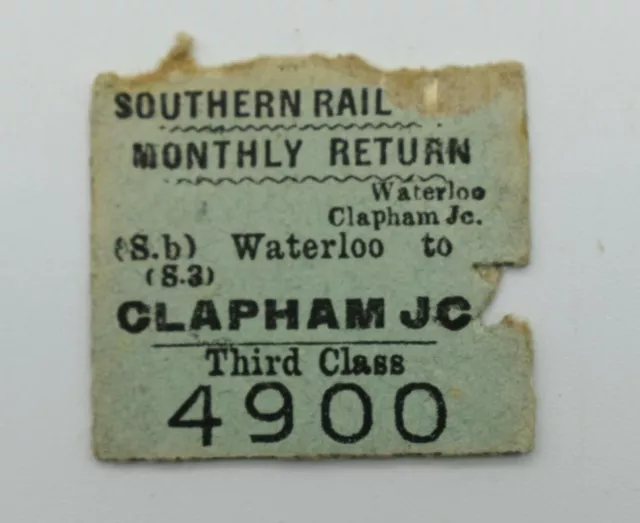 SOUTHERN RAIL
MONTHLY RETURN
Waterloo
Clapham Jc.
(S.b) Waterloo to
(S.3)
CLAPHAM JC
Third Class
4900